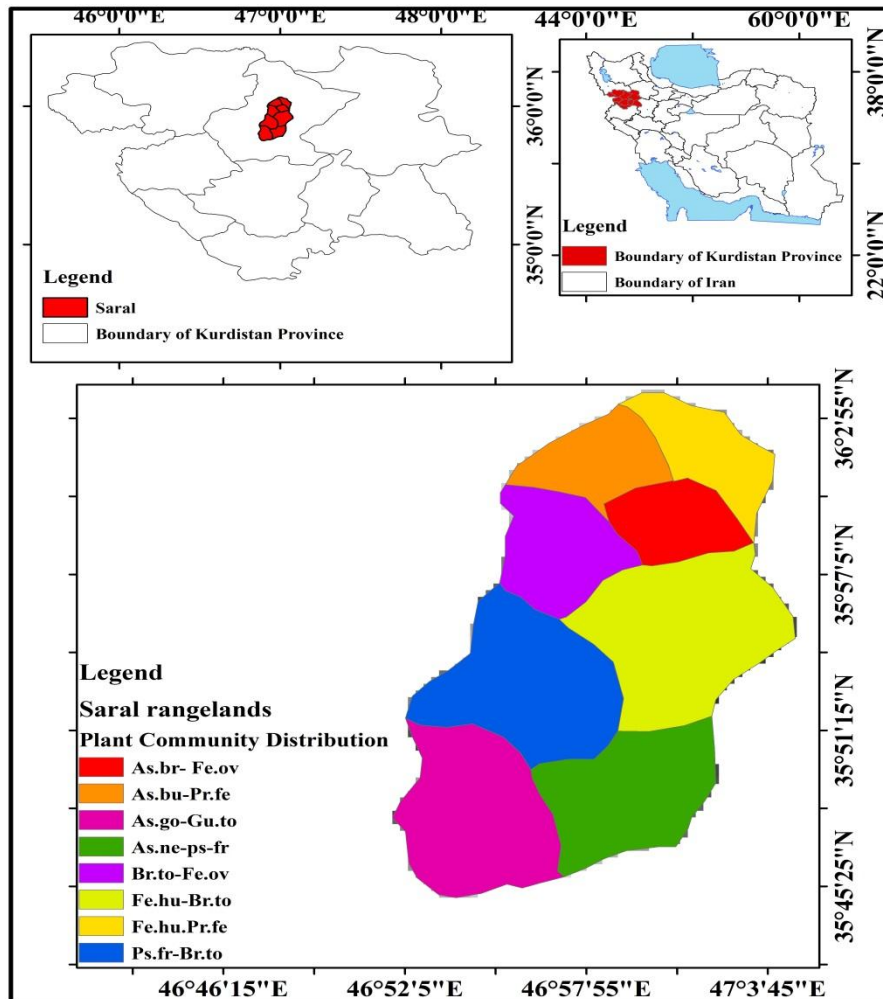 46°0'0"E 47°0'0"E 48°0'0"E
36°0'0"N
35°0'0"N
Legend
Saral
Boundary of Kurdistan Province
44°0'0"E 60°0'0"E
38°0'0"N
22°0'0"N
Legend
Boundary of Kurdistan Province
Boundary of Iran
36°2'55"N
35°57'5"N
35°51'15"N
35°45'25"N
Legend
Saral rangelands
Plant Community Distribution
As.br- Fe.ov
As.bu-Pr.fe
As.go-Gu.to
As.ne-ps-fr
Br.to-Fe.ov
Fe.hu-Br.to
Fe.hu.Pr.fe
Ps.fr-Br.to
46°46'15"E 46°52'5"E 46°57'55"E 47°3'45"E